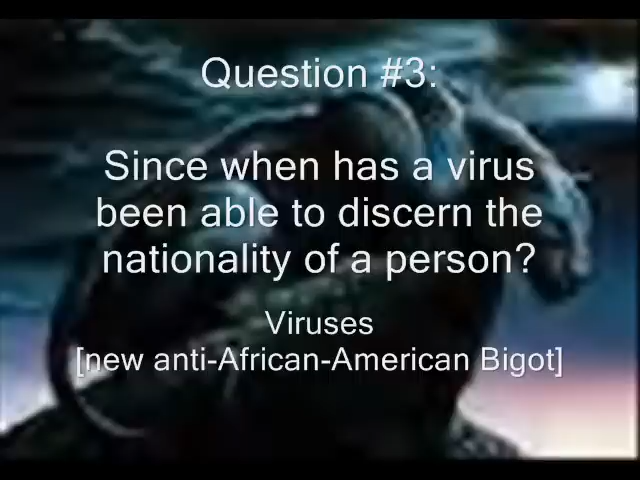 Question #3:
Since when has a virus
been able to discern the
nationality of a person?
Viruses
[new anti-African-American Bigot]